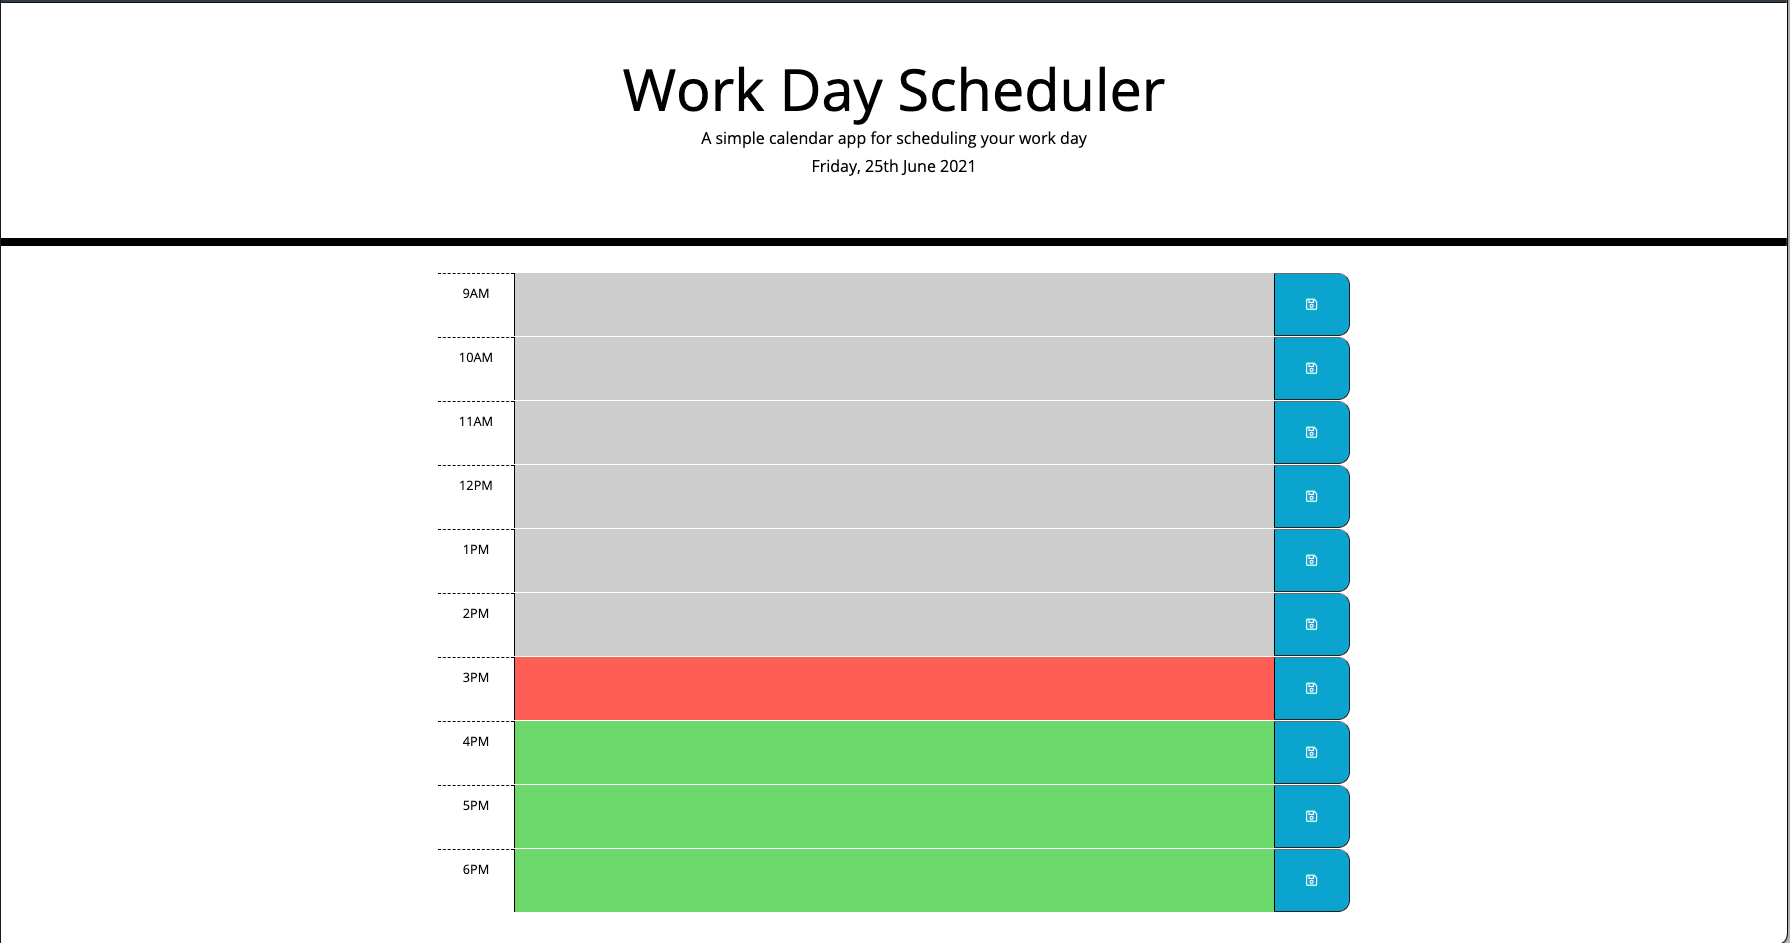 Work Day Scheduler
A simple calendar app for scheduling your work day
Friday, 25th June 2021
9AM
10AM
11AM
12PM
1PM
2PM
3PM
4PM
5PM
6PM